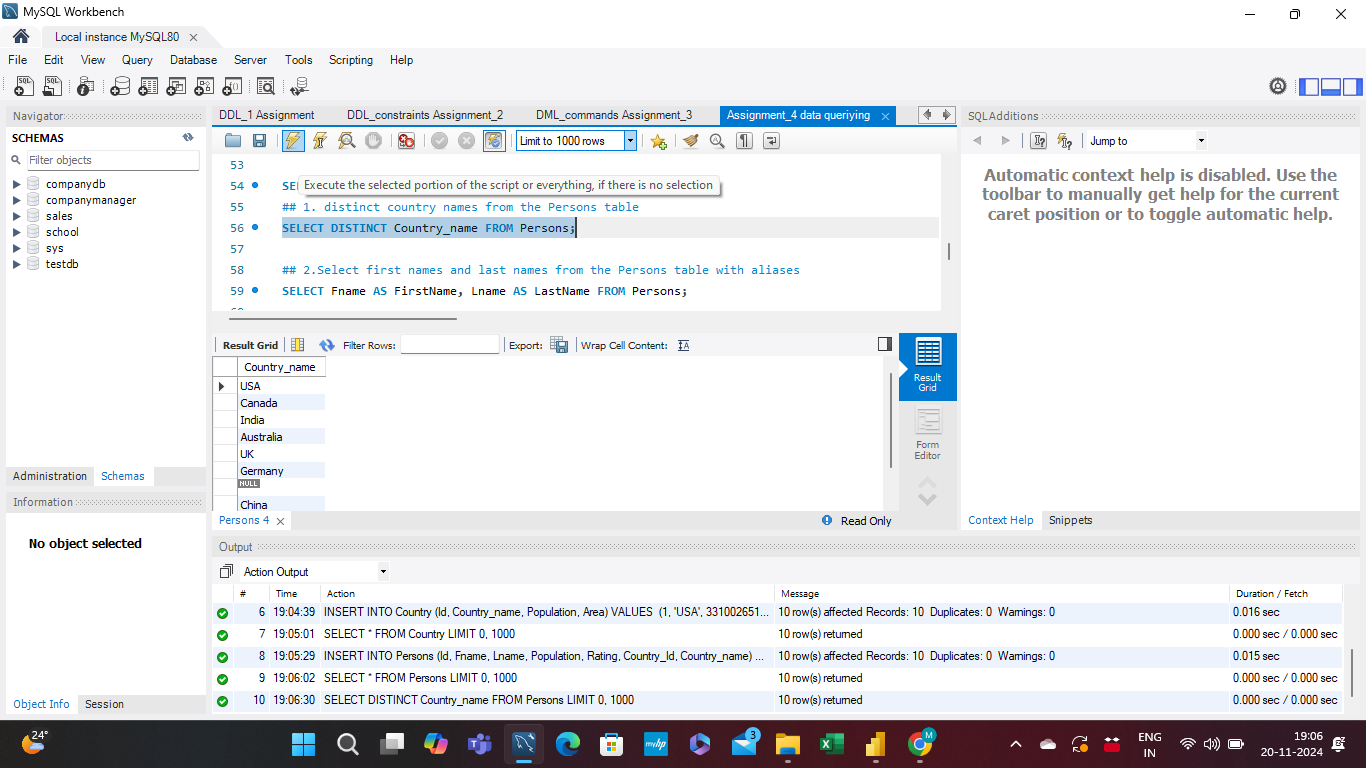 MySQL Workbench
Local instance MySQL80
File Edit View Query Database Server Tools Scripting Help
Navigator
SCHEMAS
Filter objects
companydb
companymanager
sales
school
sys
testdb
Administration Schemas
Information
No object selected
Object Info Session
DDL_1 Assignment DDL_constraints Assignment_2 DML_commands Assignment_3 Assignment_4 data queriying
Limit to 1000 rows
53
54 SE
Execute the selected portion of the script or everything, if there is no selection
55 ## 1. distinct country names from the Persons table
56 SELECT DISTINCT Country_name FROM Persons;
57
58 ## 2.Select first names and last names from the Persons table with aliases
59 SELECT Fname AS FirstName, Lname AS LastName FROM Persons;
Result Grid Filter Rows: Export: Wrap Cell Content:
Country_name
USA
Canada
India
Australia
UK
Germany
NULL
China
Result Grid
Form Editor
Persons 4 Read Only
SQLAdditions
Jump to
Automatic context help is disabled. Use the
toolbar to manually get help for the current
caret position or to toggle automatic help.
Context Help Snippets
Output
Action Output
# Time Action Message Duration / Fetch
6 19:04:39 INSERT INTO Country (Id, Country_name, Population, Area) VALUES (1, 'USA', 331002651... 10 row(s) affected Records: 10 Duplicates: 0 Warnings: 0 0.016 sec
7 19:05:01 SELECT * FROM Country LIMIT 0, 1000 10 row(s) returned 0.000 sec / 0.000 sec
8 19:05:29 INSERT INTO Persons (Id, Fname, Lname, Population, Rating, Country_Id, Country_name) ... 10 row(s) affected Records: 10 Duplicates: 0 Warnings: 0 0.015 sec
9 19:06:02 SELECT * FROM Persons LIMIT 0, 1000 10 row(s) returned 0.000 sec / 0.000 sec
10 19:06:30 SELECT DISTINCT Country_name FROM Persons LIMIT 0, 1000 10 row(s) returned 0.000 sec / 0.000 sec
24°
myhp
3
M
ENG
IN
19:06
20-11-2024